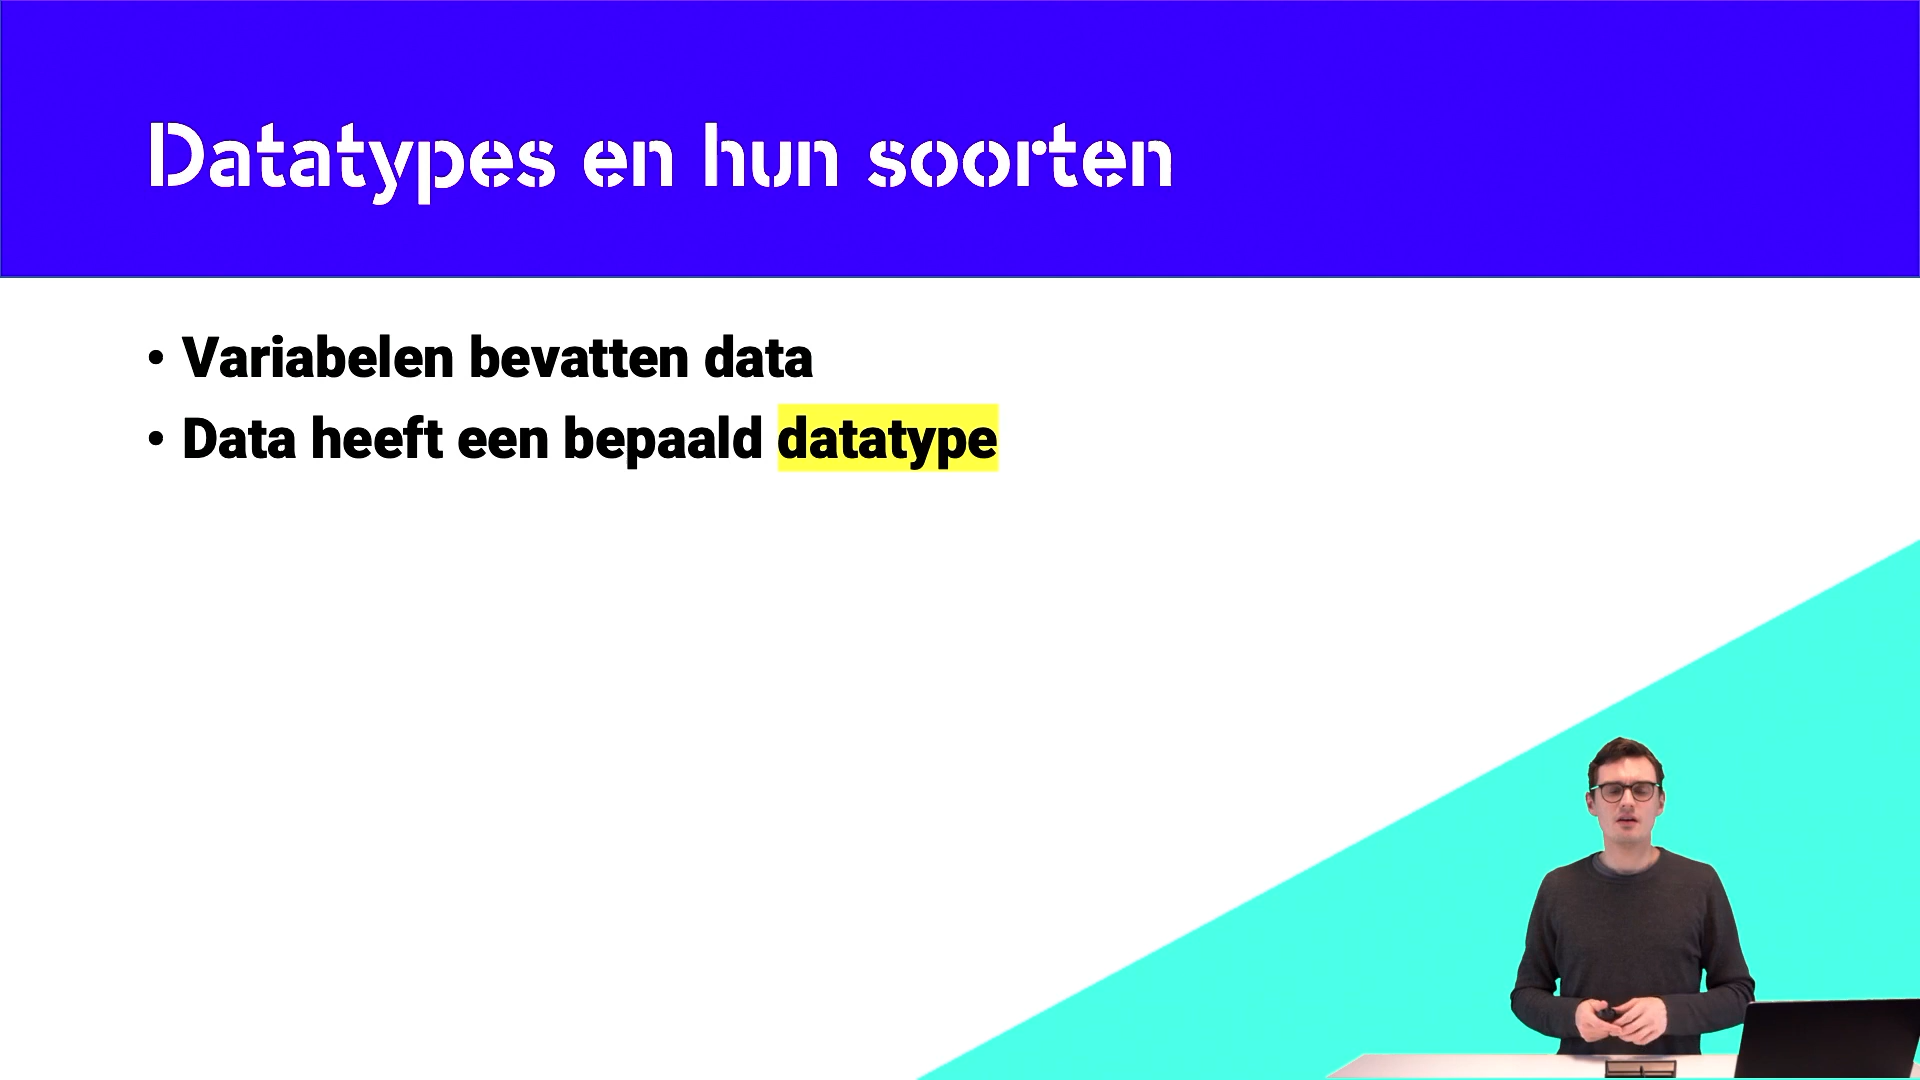 Datatypes en hun soorten
• Variabelen bevatten data
• Data heeft een bepaald datatype